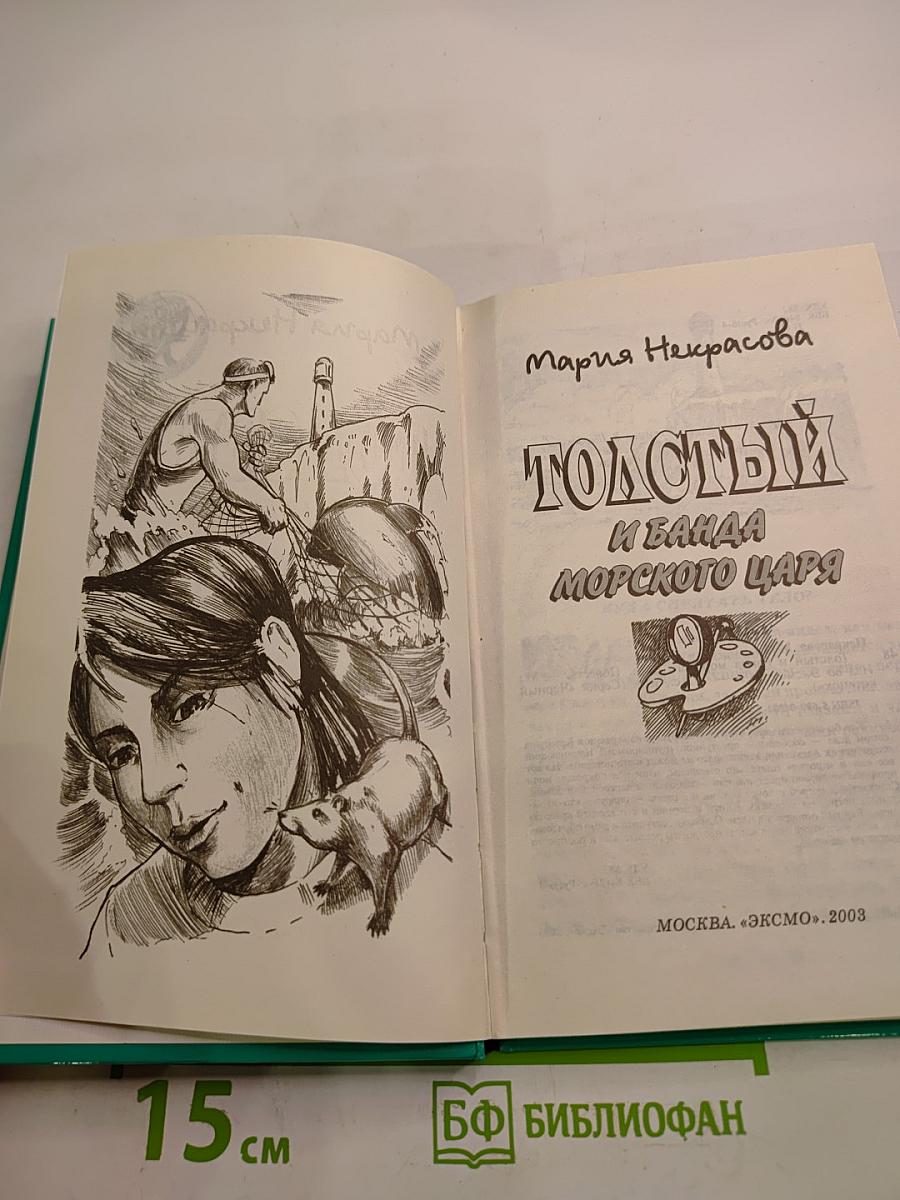 Мария Некрасова
ТОЛСТЫЙ
И БАНДА
МОРСКОГО ЦАРЯ
МОСКВА. «ЭКСМО». 2003
15 см
БФ БИБЛИОФАН